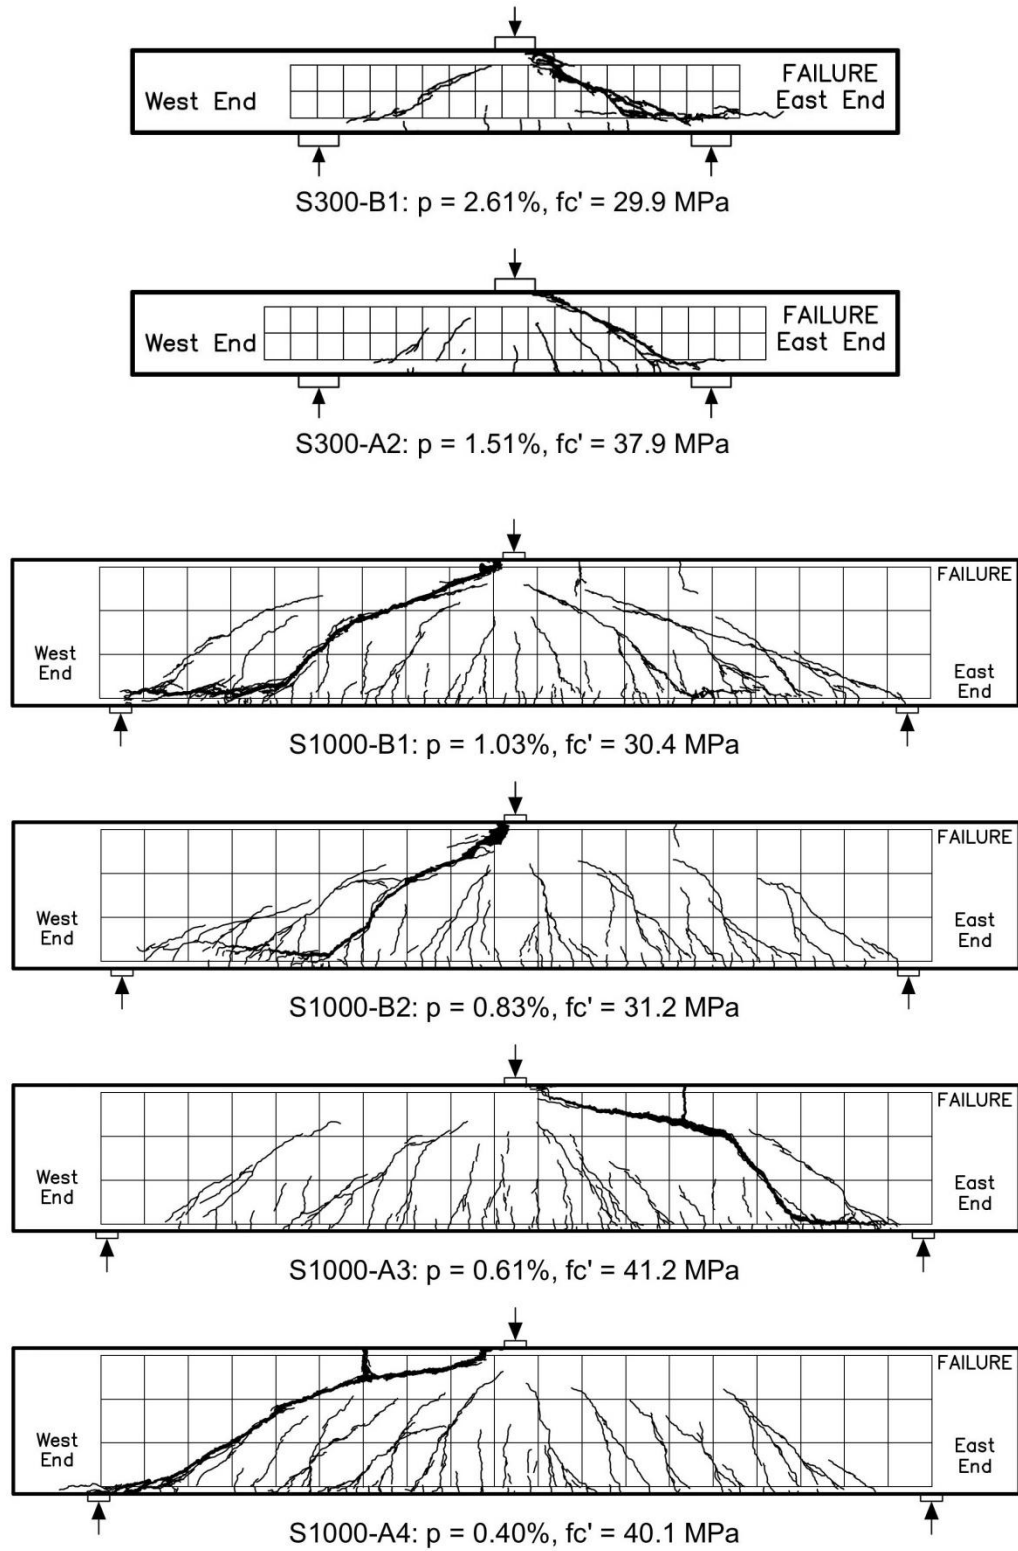 West End
FAILURE
East End
S300-B1: p = 2.61%, fc' = 29.9 MPa
West End
FAILURE
East End
S300-A2: p = 1.51%, fc' = 37.9 MPa
FAILURE
West
End
East
End
S1000-B1: p = 1.03%, fc' = 30.4 MPa
FAILURE
West
End
East
End
S1000-B2: p = 0.83%, fc' = 31.2 MPa
FAILURE
West
End
East
End
S1000-A3: p = 0.61%, fc' = 41.2 MPa
FAILURE
West
End
East
End
S1000-A4: p = 0.40%, fc' = 40.1 MPa